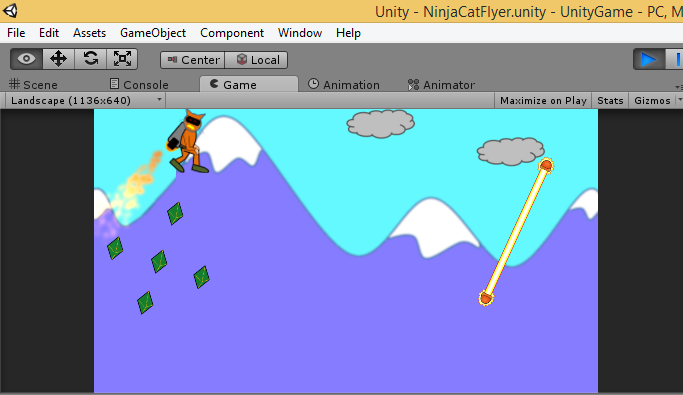 Unity - NinjaCatFlyer.unity - UnityGame - PC, M
File Edit Assets GameObject Component Window Help
Center Local
Scene Console Game Animation Animator
Landscape (1136x640) Maximize on Play Stats Gizmos